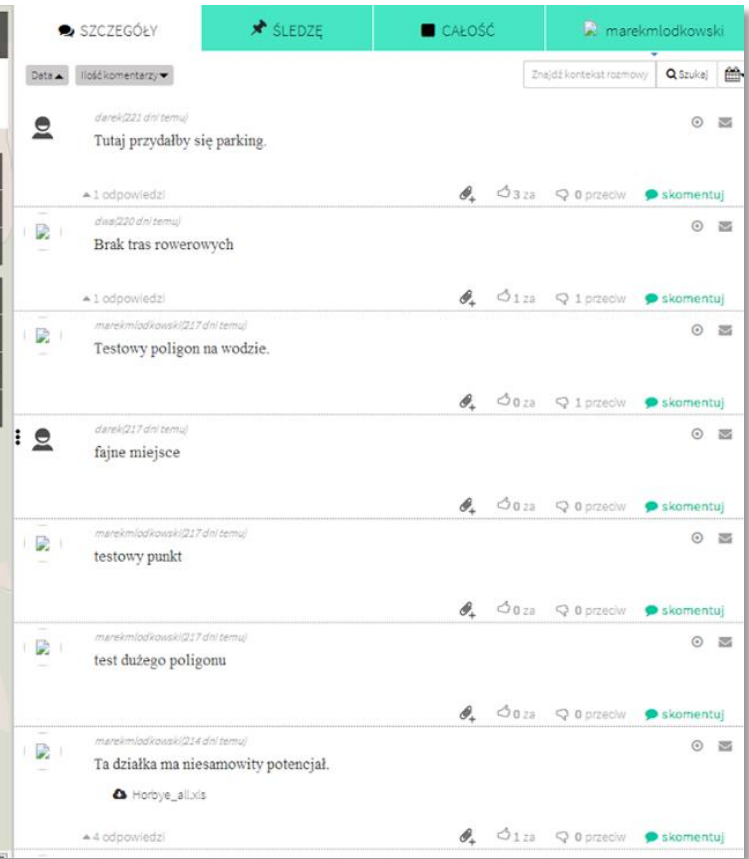 SZCZEGÓŁY ŚLEDZĘ CAŁOŚĆ marekmlodkowski
Data Ilość komentarzy Znajdź kontekst rozmowy Szukaj
darek(221 dni temu)
Tutaj przydałby się parking.
1 odpowiedzi 3 za 0 przeciw skomentuj
dwa(220 dni temu)
Brak tras rowerowych
1 odpowiedzi 1 za 1 przeciw skomentuj
marekmlodkowski(217 dni temu)
Testowy poligon na wodzie.
0 za 1 przeciw skomentuj
darek(217 dni temu)
fajne miejsce
0 za 0 przeciw skomentuj
marekmlodkowski(217 dni temu)
testowy punkt
0 za 0 przeciw skomentuj
marekmlodkowski(217 dni temu)
test dużego poligonu
0 za 0 przeciw skomentuj
marekmlodkowski(214 dni temu)
Ta działka ma niesamowity potencjał.
Horbye_all.xls
4 odpowiedzi 1 za 0 przeciw skomentuj